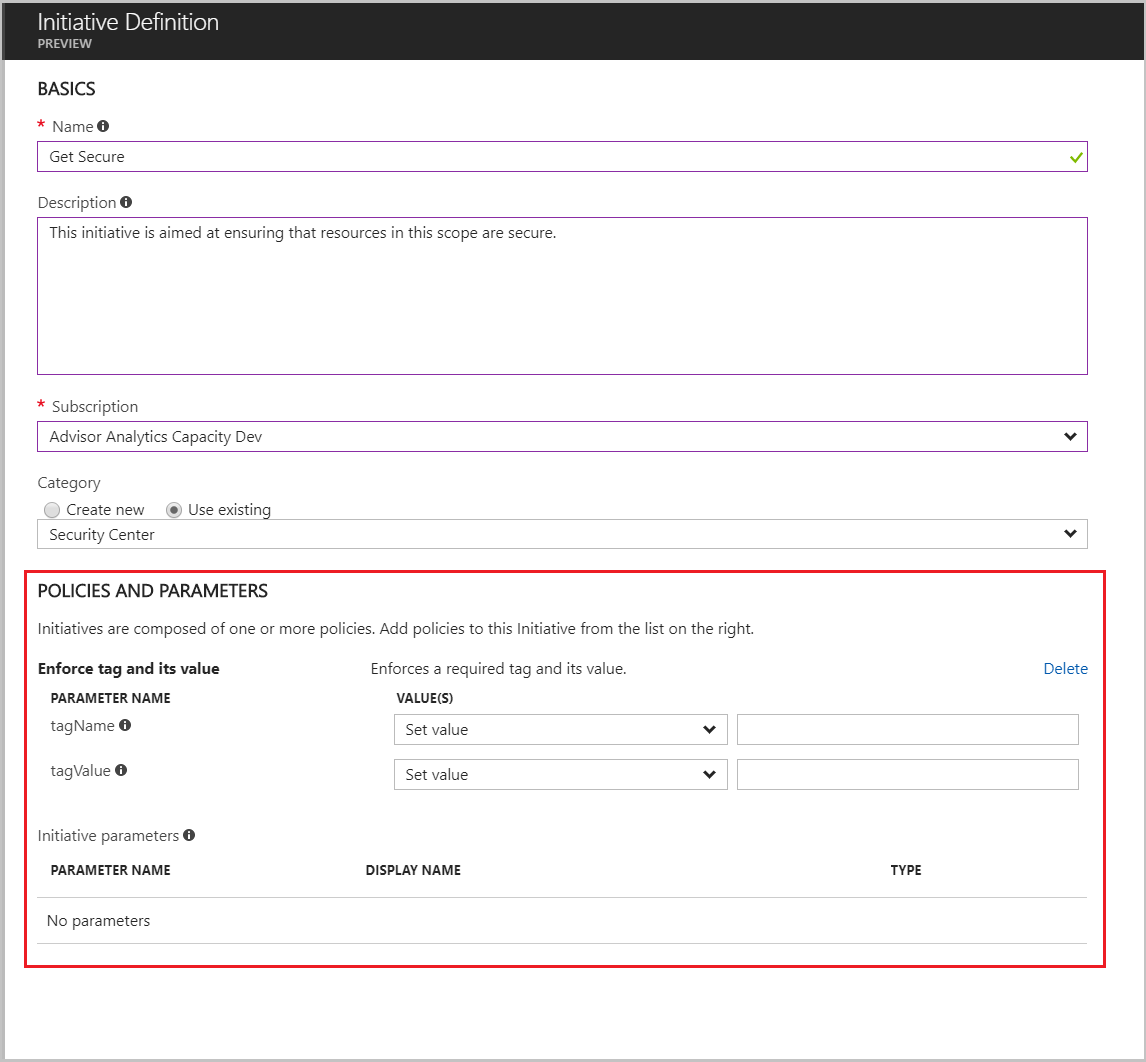 Initiative Definition
PREVIEW
BASICS
* Name
Get Secure
Description
This initiative is aimed at ensuring that resources in this scope are secure.
* Subscription
Advisor Analytics Capacity Dev
Category
Create new Use existing
Security Center
POLICIES AND PARAMETERS
Initiatives are composed of one or more policies. Add policies to this Initiative from the list on the right.
Enforce tag and its value Enforces a required tag and its value. Delete
PARAMETER NAME VALUE(S)
tagName Set value
tagValue Set value
Initiative parameters
PARAMETER NAME DISPLAY NAME TYPE
No parameters